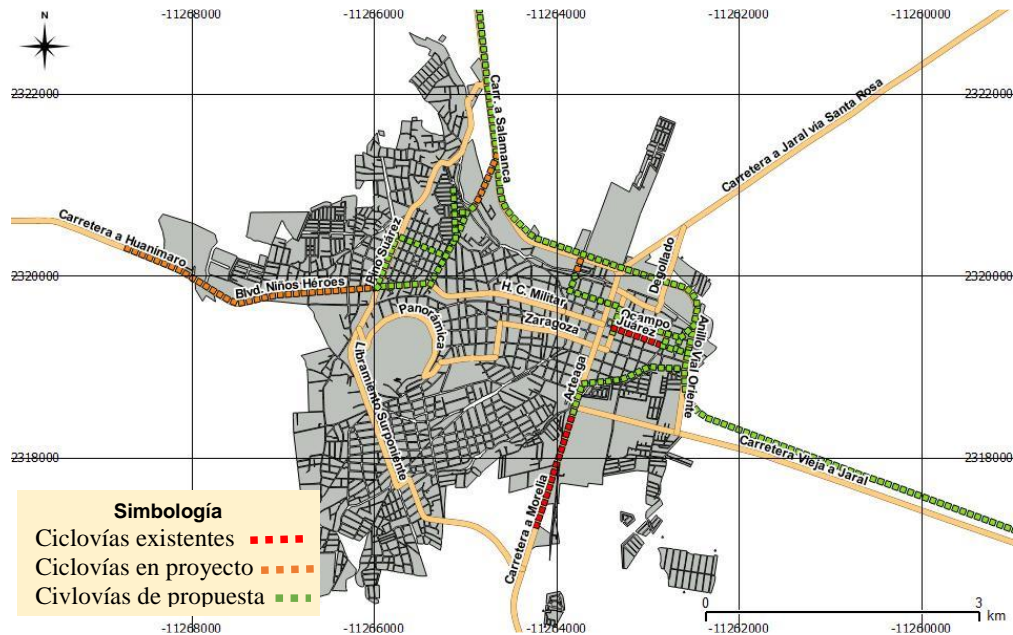 -11268000
-11266000
-11264000
-11262000
-11260000
N
2322000
2322000
Carr. a Salamanca
Carretera a Jaral vía Santa Rosa
Carretera a Huanímaro
Pino Suárez
Degollado
2320000
2320000
Blvd. Niños Héroes
H. C. Militar
Panorámica
Zaragoza
Ocampo
Juárez
Anillo Vial Oriente
Libramiento Surponiente
Arteaga
2318000
2318000
Carretera Vieja a Jaral
Carretera a Morelia
Simbología
Ciclovías existentes
Ciclovías en proyecto
Civlovías de propuesta
0
3
km
-11268000
-11266000
-11264000
-11262000
-11260000